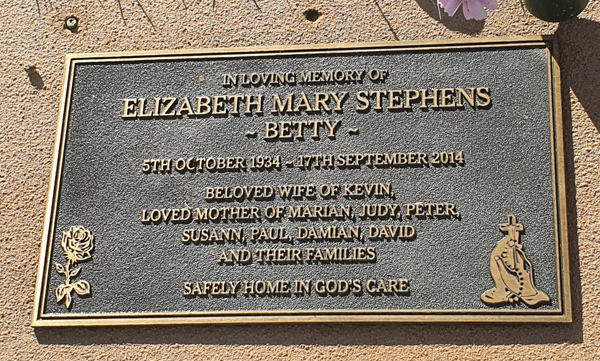 IN LOVING MEMORY OF
ELIZABETH MARY STEPHENS
~ BETTY ~
5TH OCTOBER 1934 ~ 17TH SEPTEMBER 2014
BELOVED WIFE OF KEVIN,
LOVED MOTHER OF MARIAN, JUDY, PETER,
SUSANN, PAUL, DAMIAN, DAVID
AND THEIR FAMILIES
SAFELY HOME IN GOD'S CARE